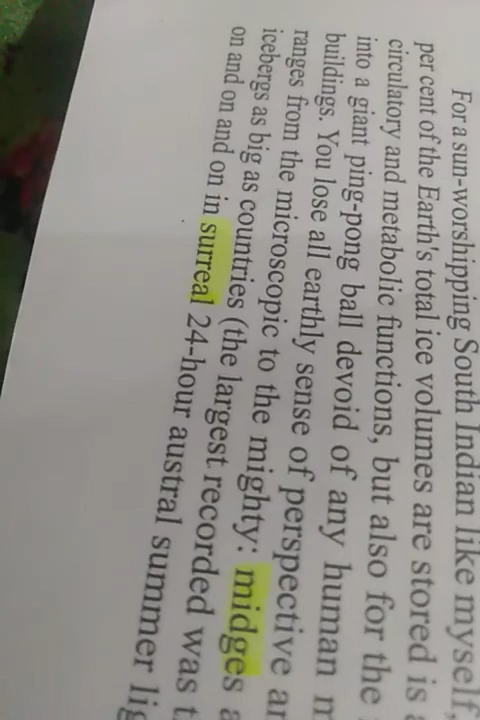 For a sun-worshipping South Indian like myself,
per cent of the Earth's total ice volumes are stored is
circulatory and metabolic functions, but also for the
into a giant ping-pong ball devoid of any human
buildings. You lose all earthly sense of perspective
ranges from the microscopic to the mighty: midges
icebergs as big as countries (the largest recorded was
on and on and on in surreal 24-hour austral summer